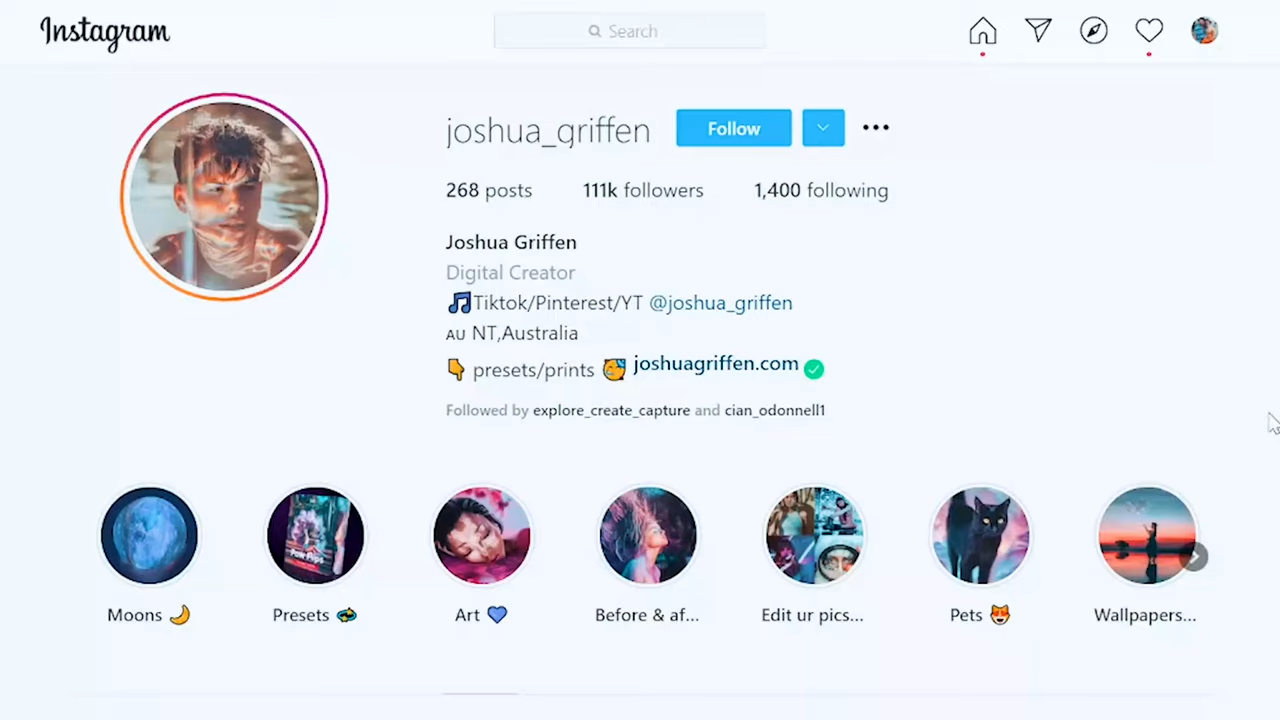 Instagram
Search
joshua_griffen
Follow
268 posts 111k followers 1,400 following
Joshua Griffen
Digital Creator
🎵Tiktok/Pinterest/YT @joshua_griffen
AU NT,Australia
👇 presets/prints 🥳 joshuagriffen.com ✅
Followed by explore_create_capture and cian_odonnell1
Moons 🌙 Presets Art 💙 Before & af... Edit ur pics... Pets 😻 Wallpapers...